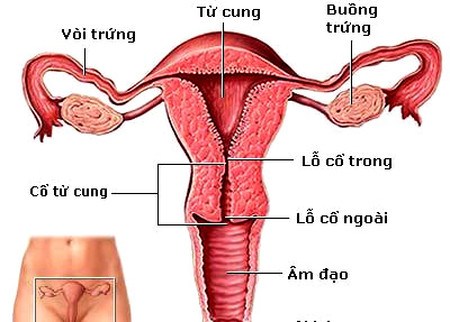 Từ cung
Buồng
trứng
Vòi trứng
Lỗ cổ trong
Cổ tử cung
Lỗ cổ ngoài
Âm đạo